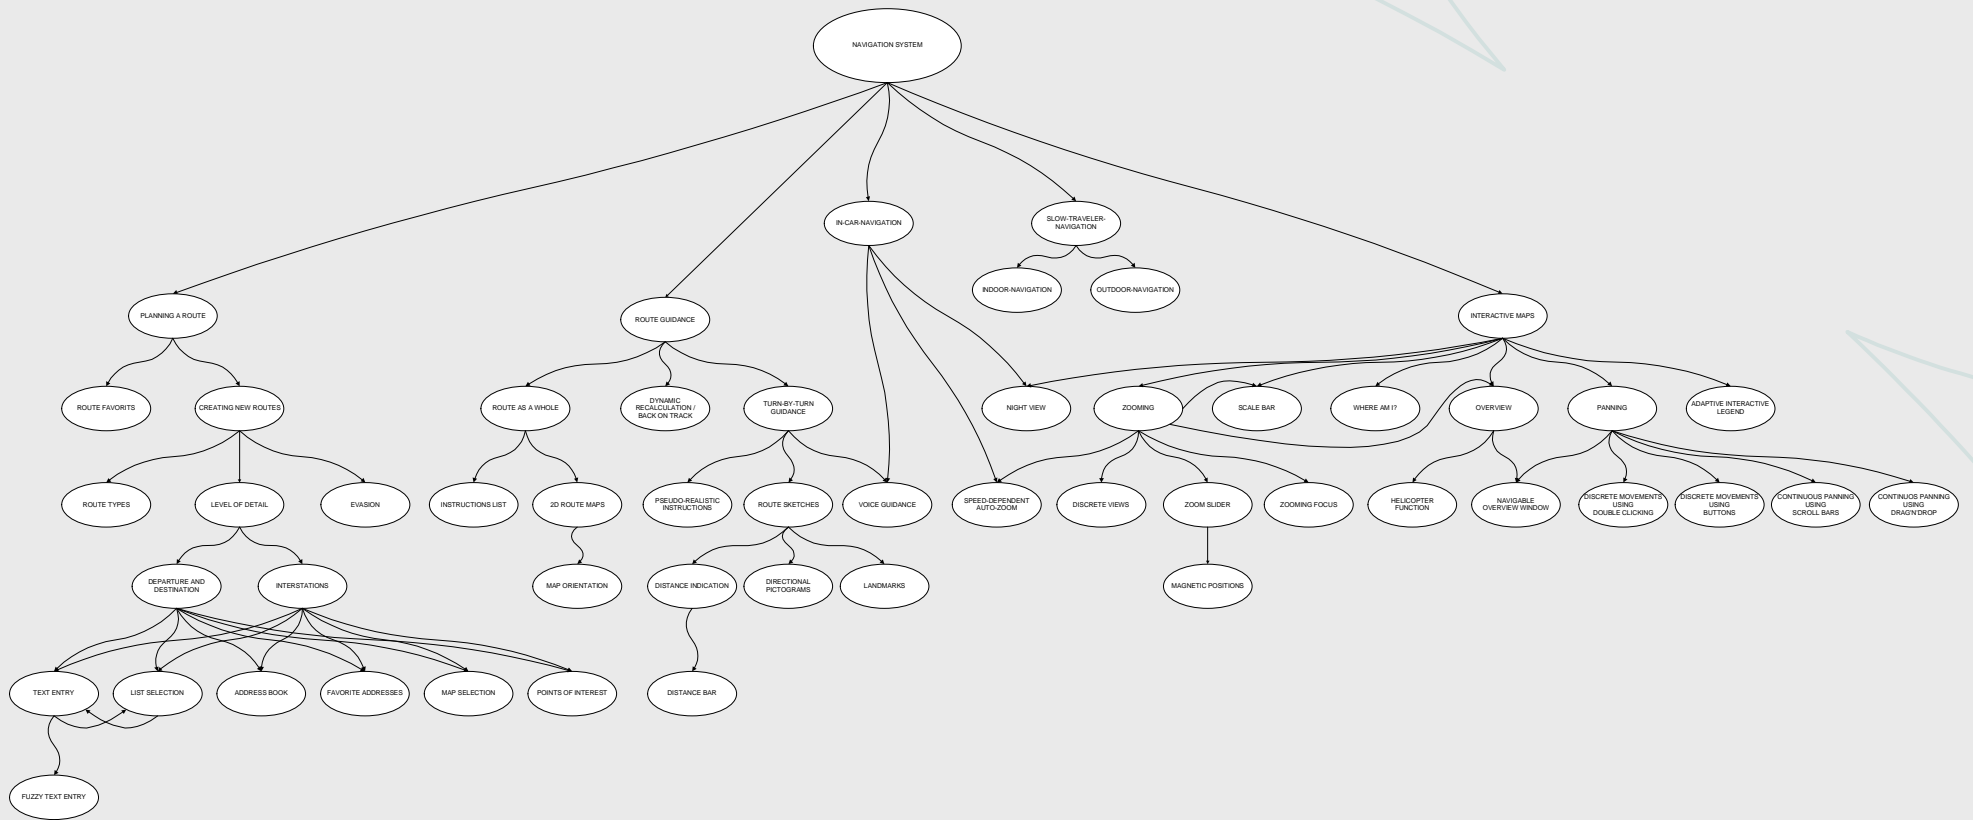 NAVIGATION SYSTEM
IN-CAR-NAVIGATION
SLOW-TRAVELER-
NAVIGATION
INDOOR-NAVIGATION
OUTDOOR-NAVIGATION
PLANNING A ROUTE
ROUTE GUIDANCE
INTERACTIVE MAPS
ROUTE FAVORITS
CREATING NEW ROUTES
ROUTE AS A WHOLE
DYNAMIC
RECALCULATION /
BACK ON TRACK
TURN-BY-TURN
GUIDANCE
NIGHT VIEW
ZOOMING
SCALE BAR
WHERE AM I?
OVERVIEW
PANNING
ADAPTIVE INTERACTIVE
LEGEND
ROUTE TYPES
LEVEL OF DETAIL
EVASION
INSTRUCTIONS LIST
2D ROUTE MAPS
PSEUDO-REALISTIC
INSTRUCTIONS
ROUTE SKETCHES
VOICE GUIDANCE
SPEED-DEPENDENT
AUTO-ZOOM
DISCRETE VIEWS
ZOOM SLIDER
ZOOMING FOCUS
HELICOPTER
FUNCTION
NAVIGABLE
OVERVIEW WINDOW
DISCRETE MOVEMENTS
USING
DOUBLE CLICKING
DISCRETE MOVEMENTS
USING
BUTTONS
CONTINUOUS PANNING
USING
SCROLL BARS
CONTINUOS PANNING
USING
DRAG'N'DROP
DEPARTURE AND
DESTINATION
INTERSTATIONS
MAP ORIENTATION
DISTANCE INDICATION
DIRECTIONAL
PICTOGRAMS
LANDMARKS
MAGNETIC POSITIONS
TEXT ENTRY
LIST SELECTION
ADDRESS BOOK
FAVORITE ADDRESSES
MAP SELECTION
POINTS OF INTEREST
DISTANCE BAR
FUZZY TEXT ENTRY